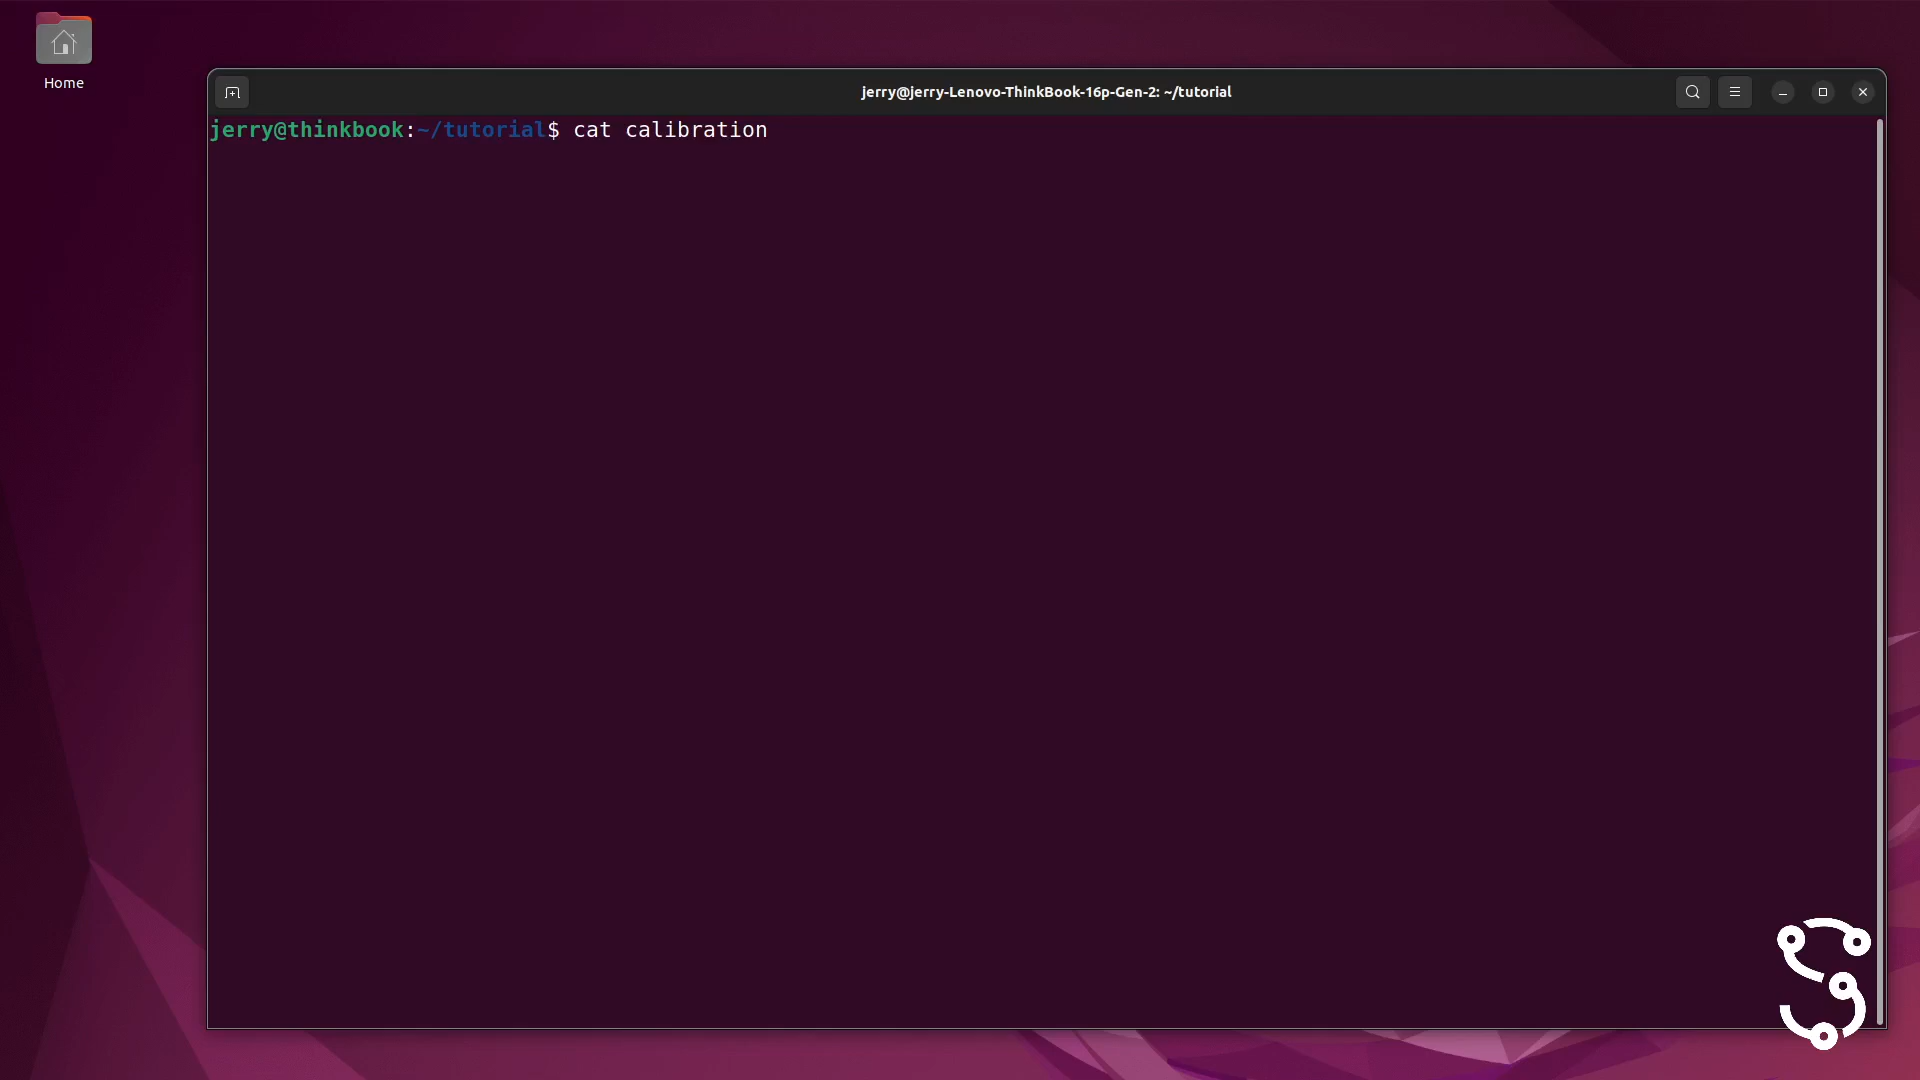 Home
jerry@jerry-Lenovo-ThinkBook-16p-Gen-2: ~/tutorial
jerry@thinkbook:~/tutorial$ cat calibration